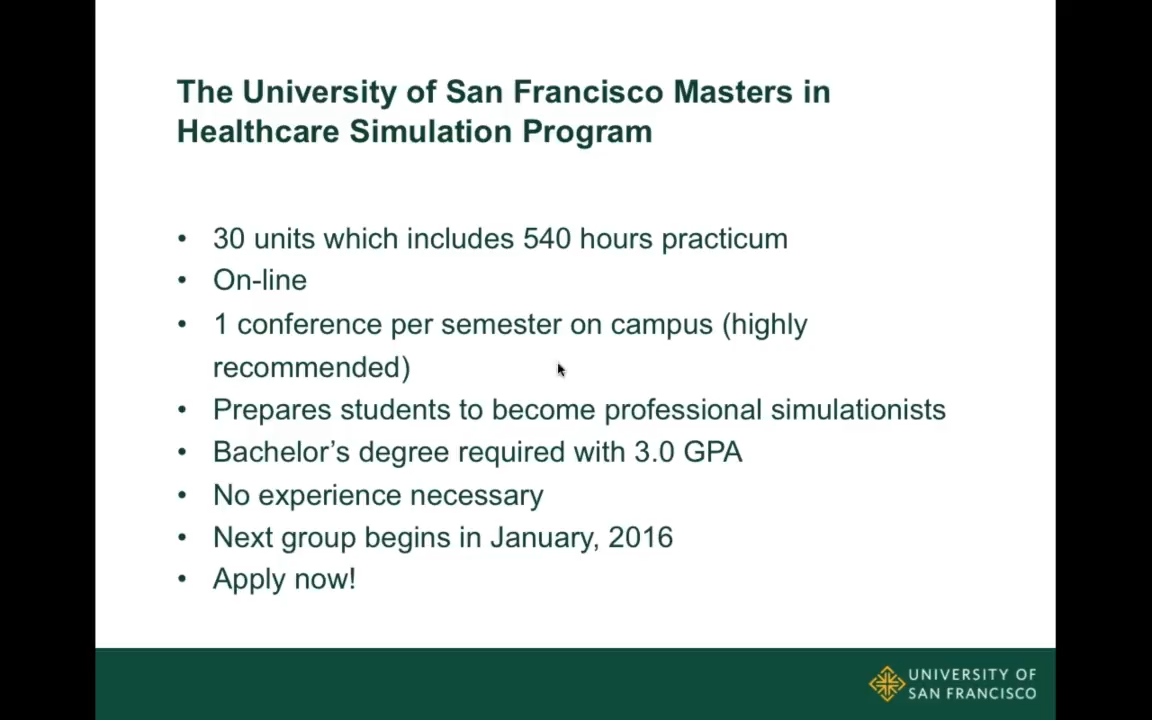 The University of San Francisco Masters in
Healthcare Simulation Program
• 30 units which includes 540 hours practicum
• On-line
• 1 conference per semester on campus (highly
recommended)
• Prepares students to become professional simulationists
• Bachelor’s degree required with 3.0 GPA
• No experience necessary
• Next group begins in January, 2016
• Apply now!
UNIVERSITY OF
SAN FRANCISCO